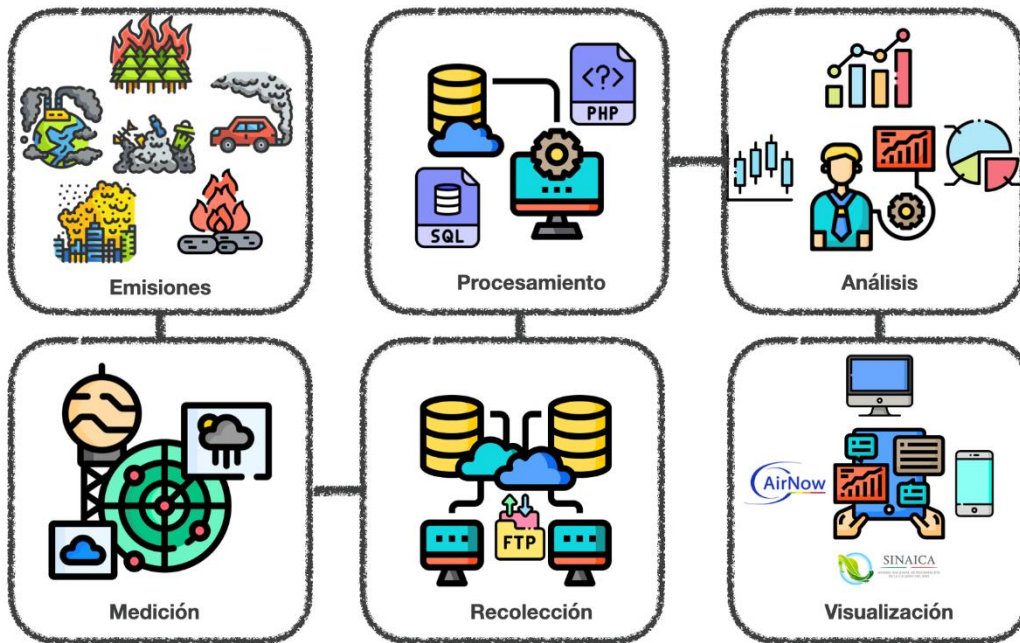 PHP
SQL
Emisiones
Procesamiento
Análisis
AirNow
FTP
SINAICA
Medición
Recolección
Visualización